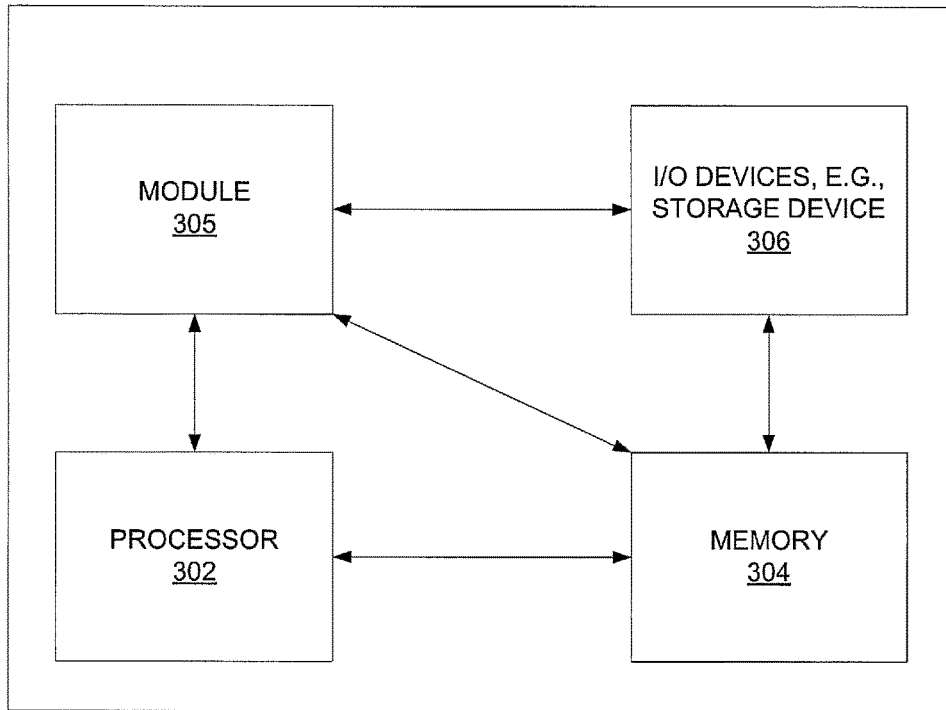 MODULE
305
I/O DEVICES, E.G.,
STORAGE DEVICE
306
PROCESSOR
302
MEMORY
304